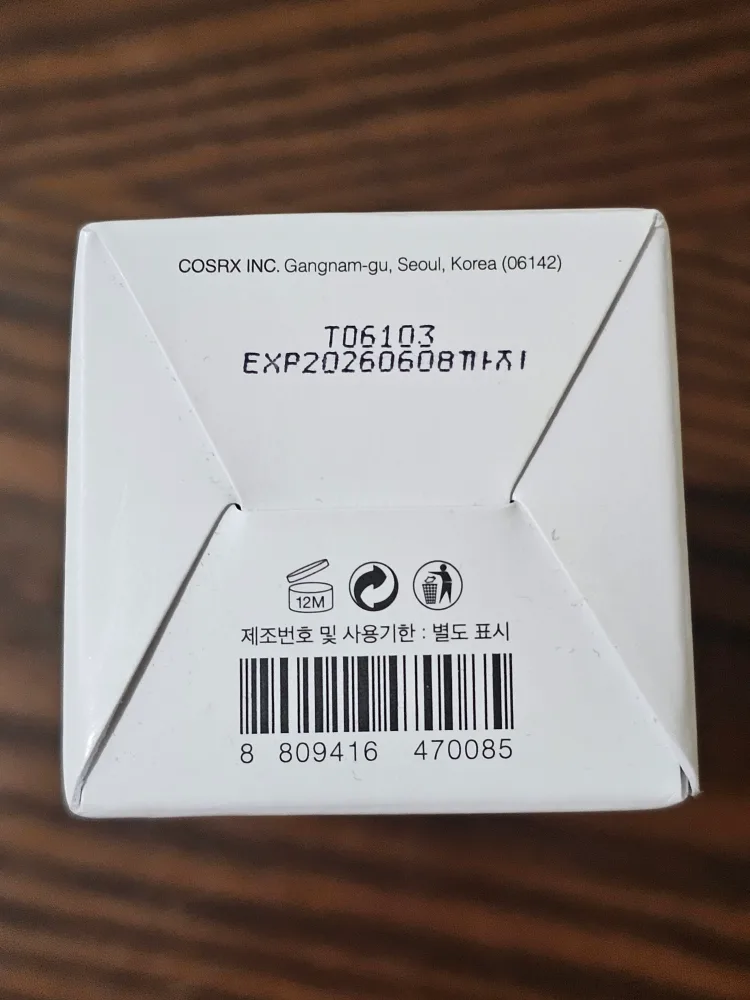 COSRX INC. Gangnam-gu, Seoul, Korea (06142)
T06103
EXP20260608까지
12M
제조번호 및 사용기한 : 별도 표시
8 809416 470085